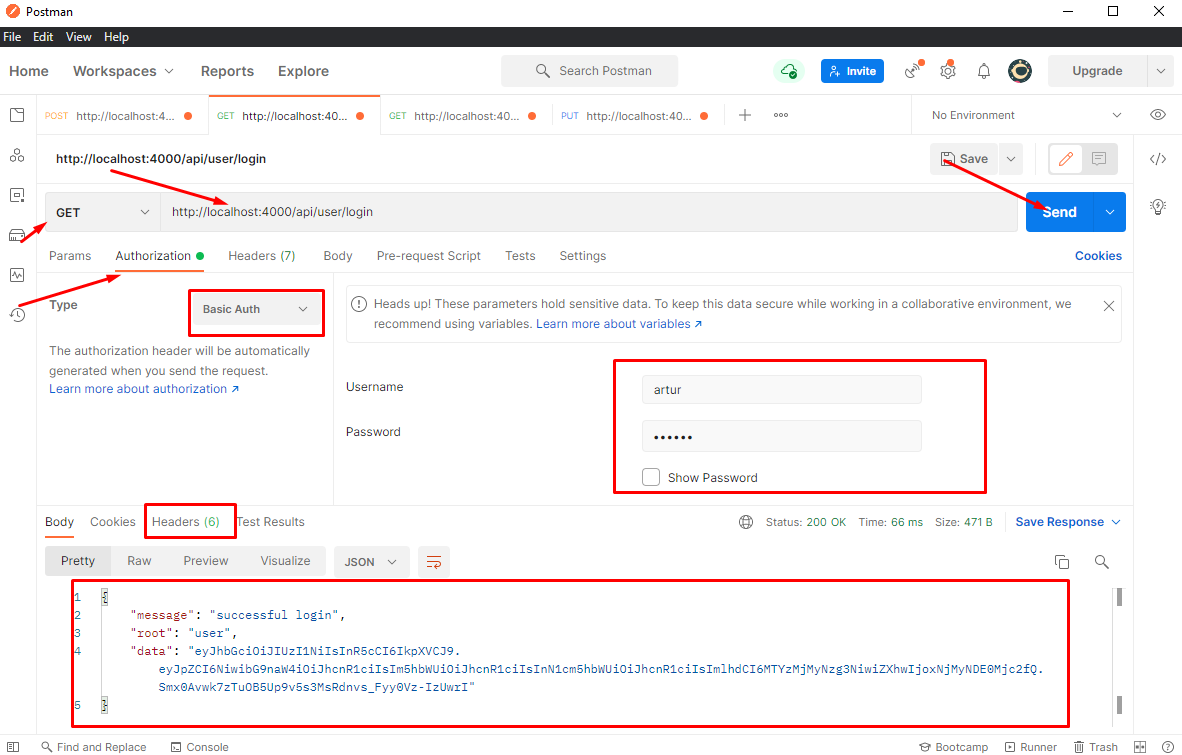 Postman
File Edit View Help
Home Workspaces Reports Explore Search Postman Invite Upgrade
POST http://localhost:4... GET http://localhost:40... GET http://localhost:40... PUT http://localhost:40... No Environment
http://localhost:4000/api/user/login Save
GET http://localhost:4000/api/user/login Send
Params Authorization Headers (7) Body Pre-request Script Tests Settings Cookies
Type Basic Auth
The authorization header will be automatically
generated when you send the request.
Learn more about authorization ↗
Heads up! These parameters hold sensitive data. To keep this data secure while working in a collaborative environment, we
recommend using variables. Learn more about variables ↗
Username artur
Password ••••••
Show Password
Body Cookies Headers (6) Test Results Status: 200 OK Time: 66 ms Size: 471 B Save Response
Pretty Raw Preview Visualize JSON
1 {
2 "message": "successful login",
3 "root": "user",
4 "data": "eyJhbGciOiJIUzI1NiIsInR5cCI6IkpXVCJ9.
eyJpZCI6NiwibG9naW4iOiJhcnR1ciIsIm5hbWUiOiJhcnR1ciIsInN1cm5hbWUiOiJhcnR1ciIsImlhdCI6MTYzMjMyNzg3NiwiZXhwIjoxNjMyNDE0Mjc2fQ.
Smx0Avwk7zTuOB5Up9v5s3MsRdnvs_Fyy0Vz-IzUwrI"
5 }
Find and Replace Console Bootcamp Runner Trash